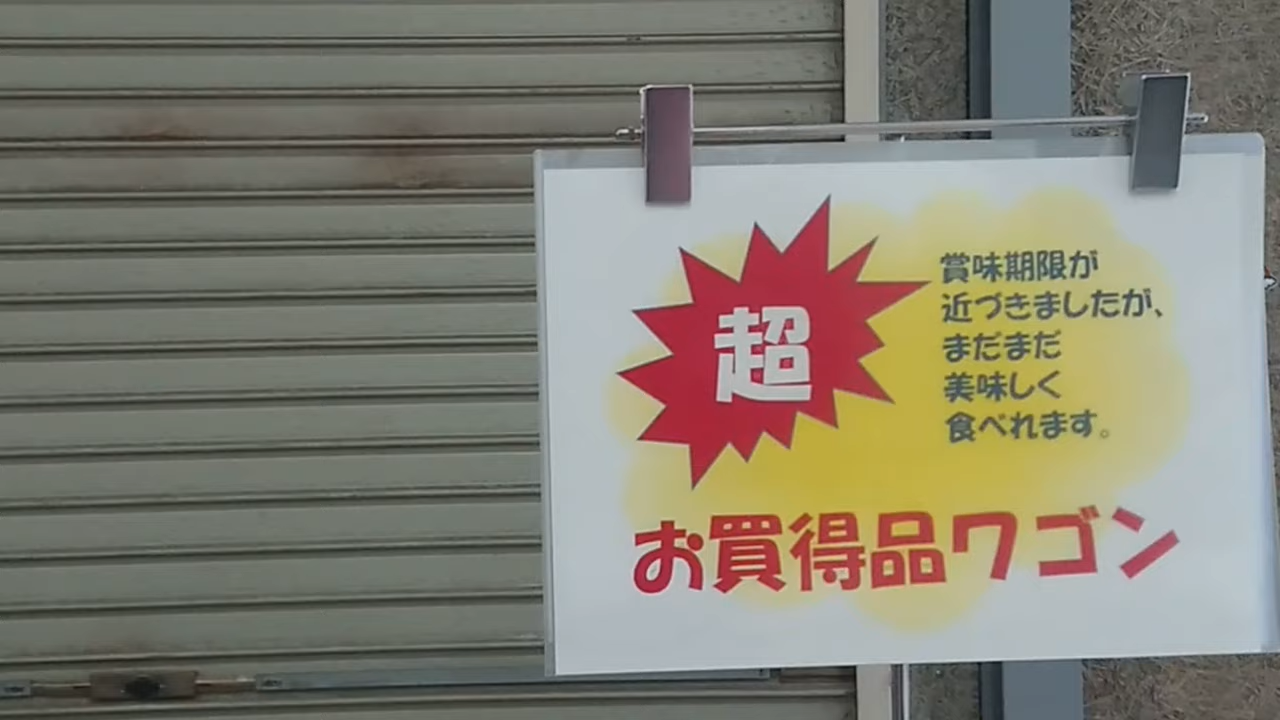 超
賞味期限が
近づきましたが、
まだまだ
美味しく
食べれます。
お買得品ワゴン